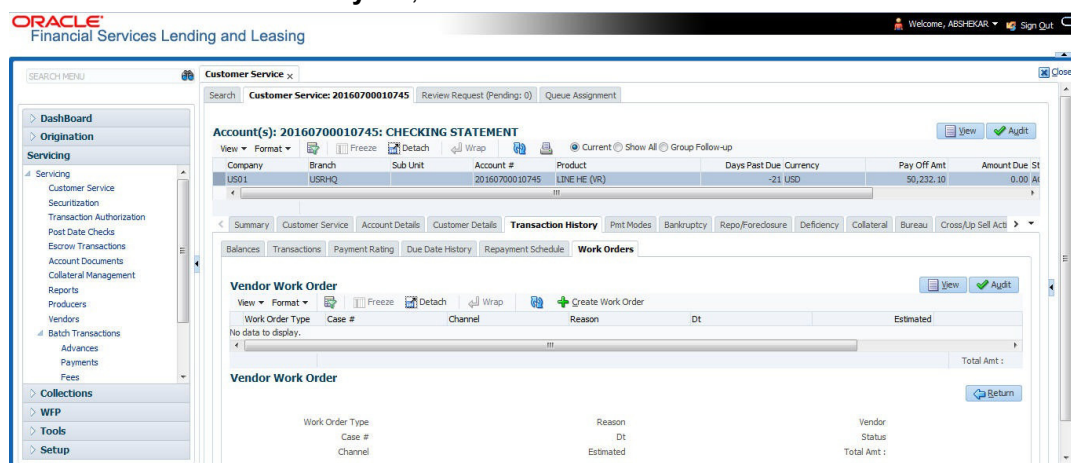 ORACLE
Financial Services Lending and Leasing
Welcome, ABSHEKAR Sign Out
Close
SEARCH MENU
DashBoard
Origination
Servicing
Servicing
Customer Service
Securitization
Transaction Authorization
Post Date Checks
Escrow Transactions
Account Documents
Collateral Management
Reports
Producers
Vendors
Batch Transactions
Advances
Payments
Fees
Collections
WFP
Tools
Setup
Customer Service x
Search Customer Service: 20160700010745 Review Request (Pending: 0) Queue Assignment
Account(s): 20160700010745: CHECKING STATEMENT
View Audit
View Format Freeze Detach Wrap Current Show All Group Follow-up
Company Branch Sub Unit Account # Product Days Past Due Currency Pay Off Amt Amount Due St
US01 USRHQ 20160700010745 LINE HE (VR) -21 USD 50,232.10 0.00
Summary Customer Service Account Details Customer Details Transaction History Pmt Modes Bankruptcy Repo/Foreclosure Deficiency Collateral Bureau Cross/Up Sell Acti
Balances Transactions Payment Rating Due Date History Repayment Schedule Work Orders
Vendor Work Order
View Audit
View Format Freeze Detach Wrap Create Work Order
Work Order Type Case # Channel Reason Dt Estimated
No data to display.
Total Amt :
Vendor Work Order
Return
Work Order Type Reason Vendor
Case # Dt Status
Channel Estimated Total Amt :